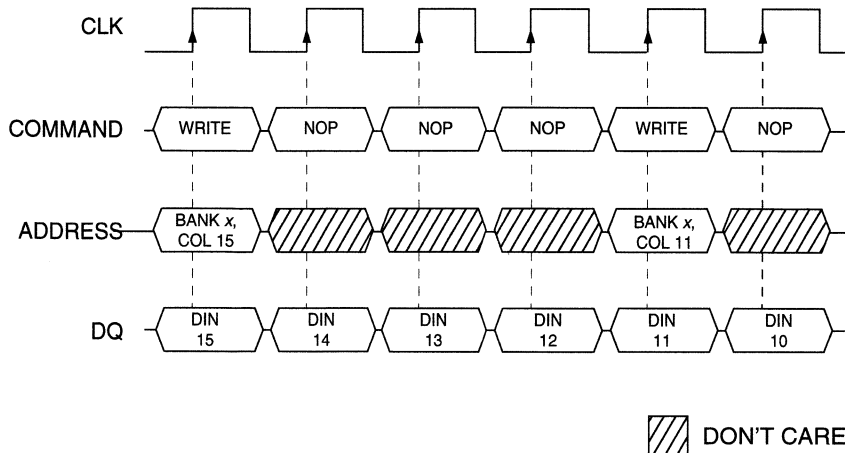 CLK
COMMAND WRITE NOP NOP NOP WRITE NOP
ADDRESS BANK x, COL 15 BANK x, COL 11
DQ DIN 15 DIN 14 DIN 13 DIN 12 DIN 11 DIN 10
DON'T CARE